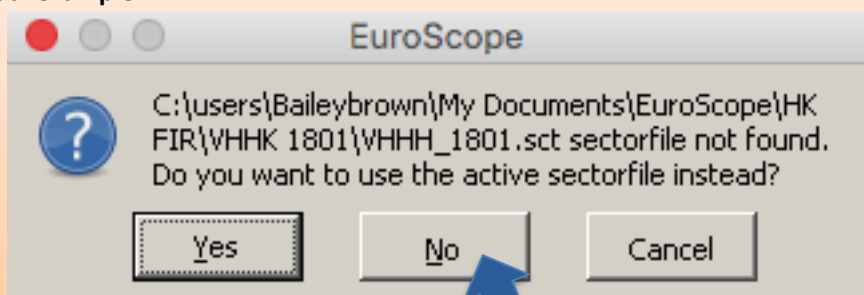 EuroScope
C:\users\Baileybrown\My Documents\EuroScope\HK
FIR\VHHK 1801\VHHH_1801.sct sectorfile not found.
Do you want to use the active sectorfile instead?
Yes
No
Cancel